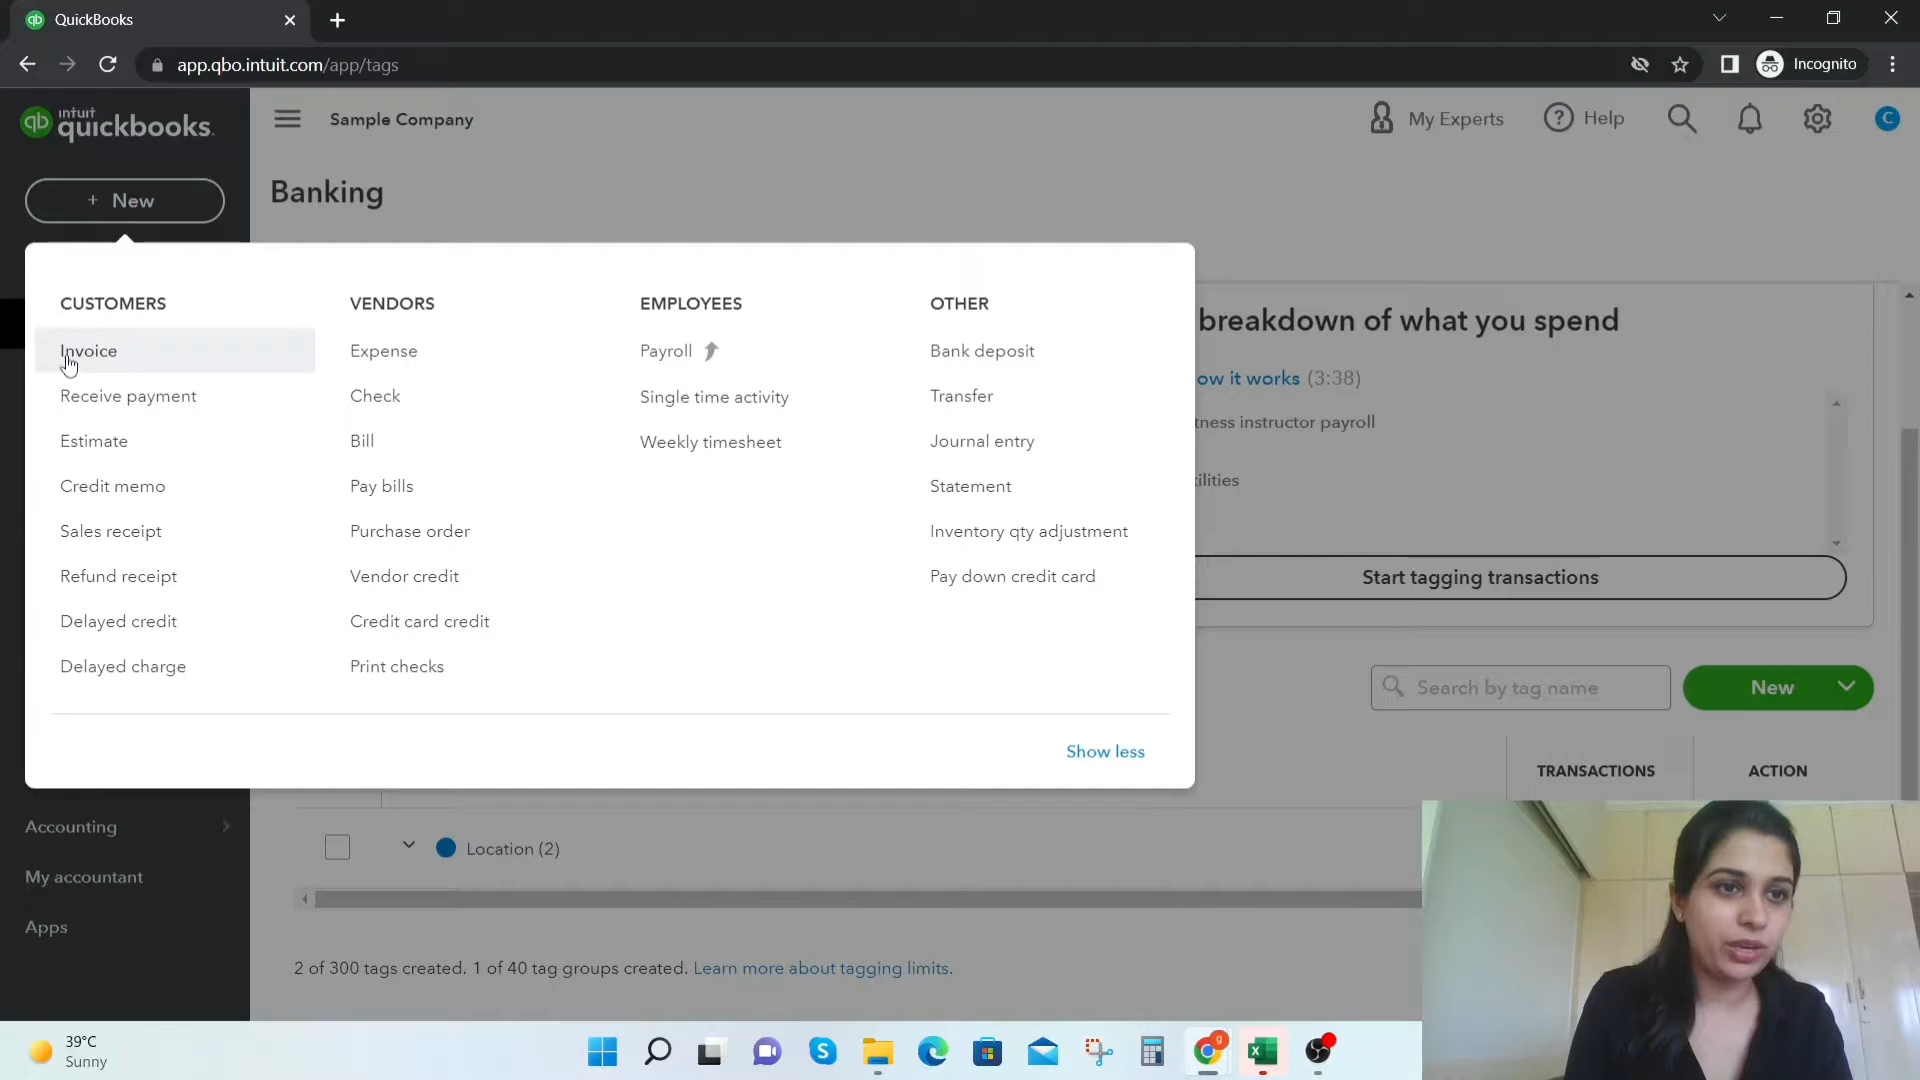 QuickBooks
app.qbo.intuit.com/app/tags
Incognito
intuit
quickbooks.
Sample Company
My Experts
Help
C
+ New
Banking
CUSTOMERS
Invoice
Receive payment
Estimate
Credit memo
Sales receipt
Refund receipt
Delayed credit
Delayed charge
VENDORS
Expense
Check
Bill
Pay bills
Purchase order
Vendor credit
Credit card credit
Print checks
EMPLOYEES
Payroll
Single time activity
Weekly timesheet
OTHER
Bank deposit
Transfer
Journal entry
Statement
Inventory qty adjustment
Pay down credit card
Show less
breakdown of what you spend
ow it works (3:38)
tness instructor payroll
tilities
Start tagging transactions
Search by tag name
New
TRANSACTIONS
ACTION
Accounting
My accountant
Apps
Location (2)
2 of 300 tags created. 1 of 40 tag groups created. Learn more about tagging limits.
39°C
Sunny